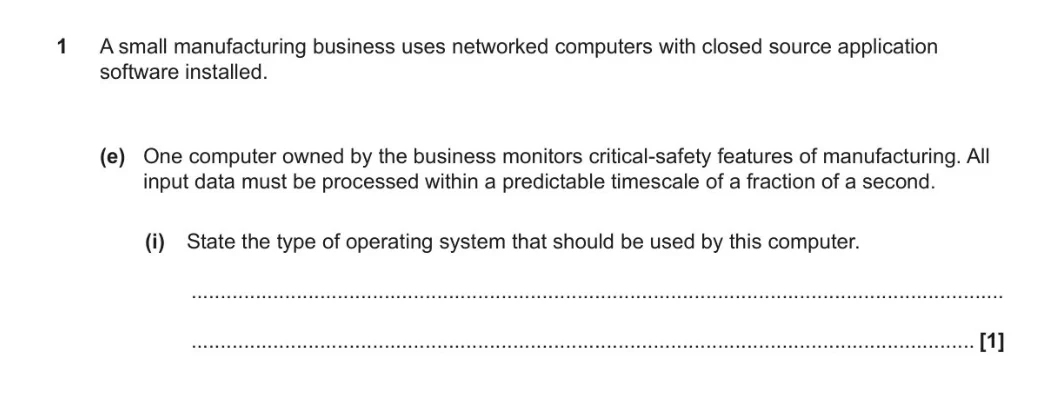 1 A small manufacturing business uses networked computers with closed source application
software installed.
(e) One computer owned by the business monitors critical-safety features of manufacturing. All
input data must be processed within a predictable timescale of a fraction of a second.
(i) State the type of operating system that should be used by this computer.
..........................................................................................................................................
..................................................................................................................................... [1]